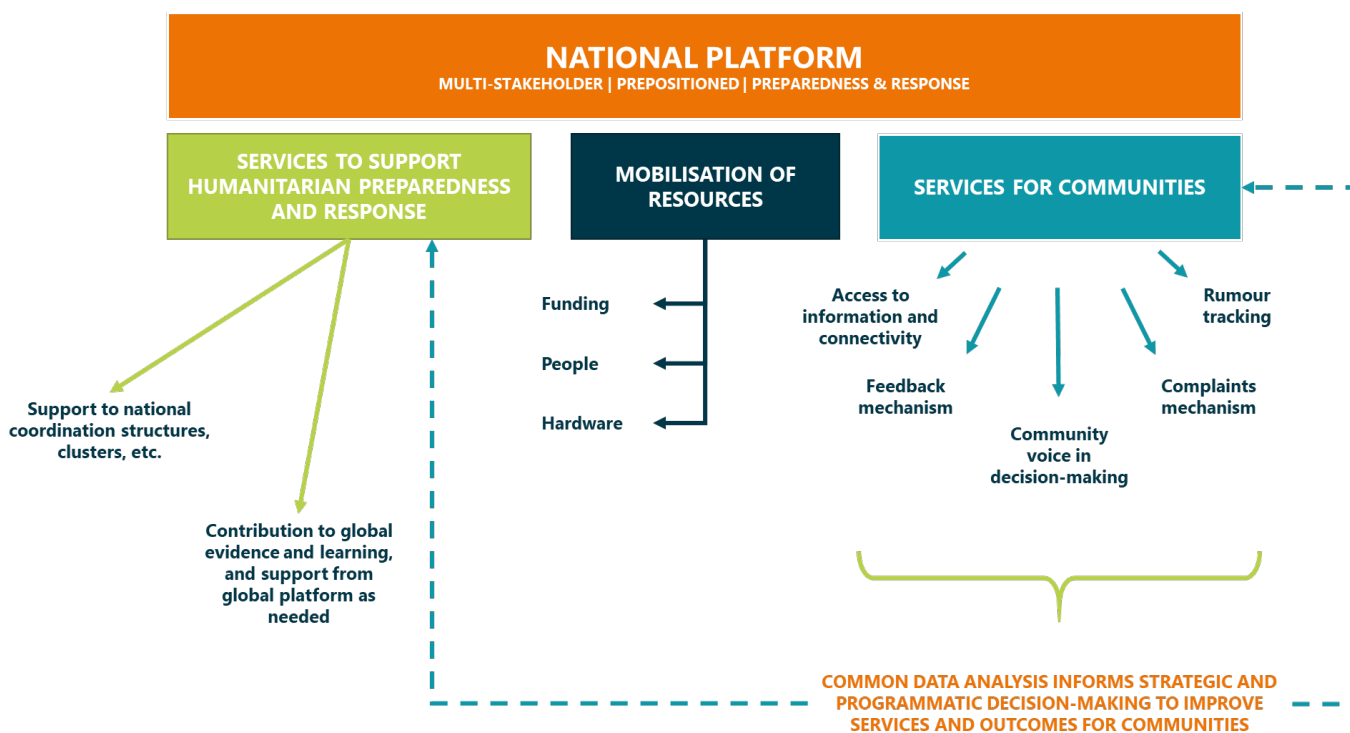 NATIONAL PLATFORM
MULTI-STAKEHOLDER | PREPOSITIONED | PREPAREDNESS & RESPONSE
SERVICES TO SUPPORT
HUMANITARIAN PREPAREDNESS
AND RESPONSE
MOBILISATION OF
RESOURCES
SERVICES FOR COMMUNITIES
Support to national
coordination structures,
clusters, etc.
Contribution to global
evidence and learning,
and support from
global platform as
needed
Funding
People
Hardware
Access to
information and
connectivity
Feedback
mechanism
Community
voice in
decision-making
Complaints
mechanism
Rumour
tracking
COMMON DATA ANALYSIS INFORMS STRATEGIC AND
PROGRAMMATIC DECISION-MAKING TO IMPROVE
SERVICES AND OUTCOMES FOR COMMUNITIES